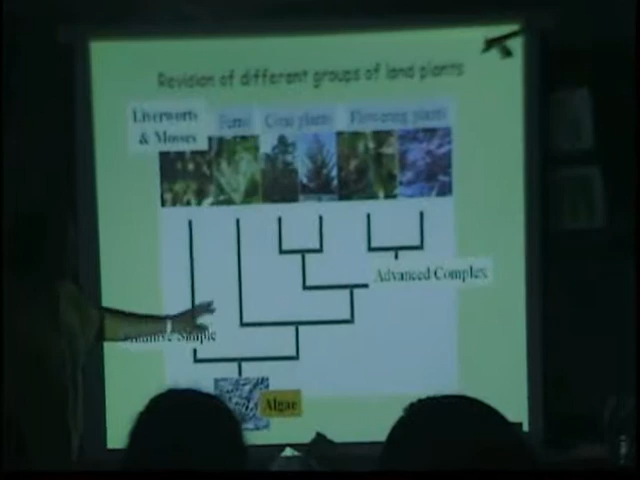 Revision of different groups of land plants
Liverworts
& Mosses
Ferns
Cone plants
Flowering plants
Advanced Complex
Simple
Algae